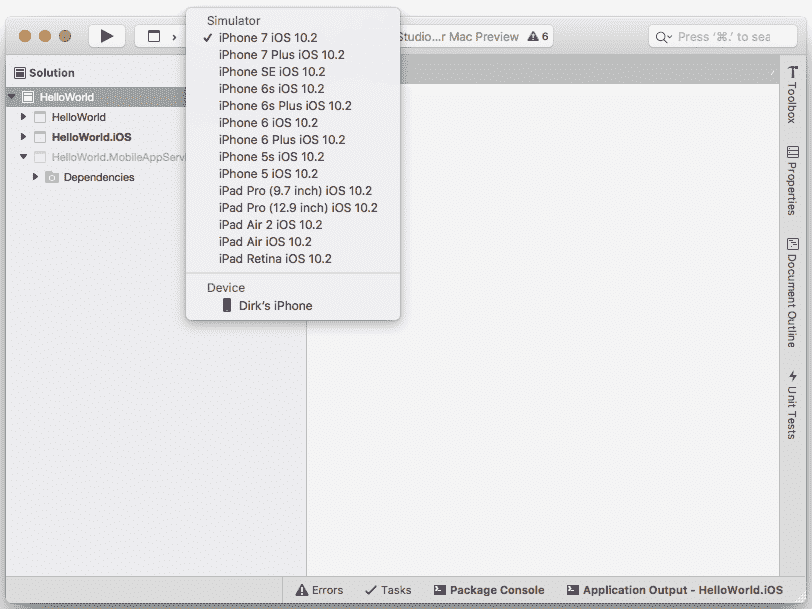 Simulator
✓ iPhone 7 iOS 10.2
iPhone 7 Plus iOS 10.2
iPhone SE iOS 10.2
iPhone 6s iOS 10.2
iPhone 6s Plus iOS 10.2
iPhone 6 iOS 10.2
iPhone 6 Plus iOS 10.2
iPhone 5s iOS 10.2
iPhone 5 iOS 10.2
iPad Pro (9.7 inch) iOS 10.2
iPad Pro (12.9 inch) iOS 10.2
iPad Air 2 iOS 10.2
iPad Air iOS 10.2
iPad Retina iOS 10.2
Device
Dirk's iPhone
Studio...r Mac Preview 6
Press '⌘.' to sea
Solution
HelloWorld
HelloWorld
HelloWorld.iOS
HelloWorld.MobileAppServ
Dependencies
Toolbox
Properties
Document Outline
Unit Tests
Errors Tasks Package Console Application Output - HelloWorld.iOS